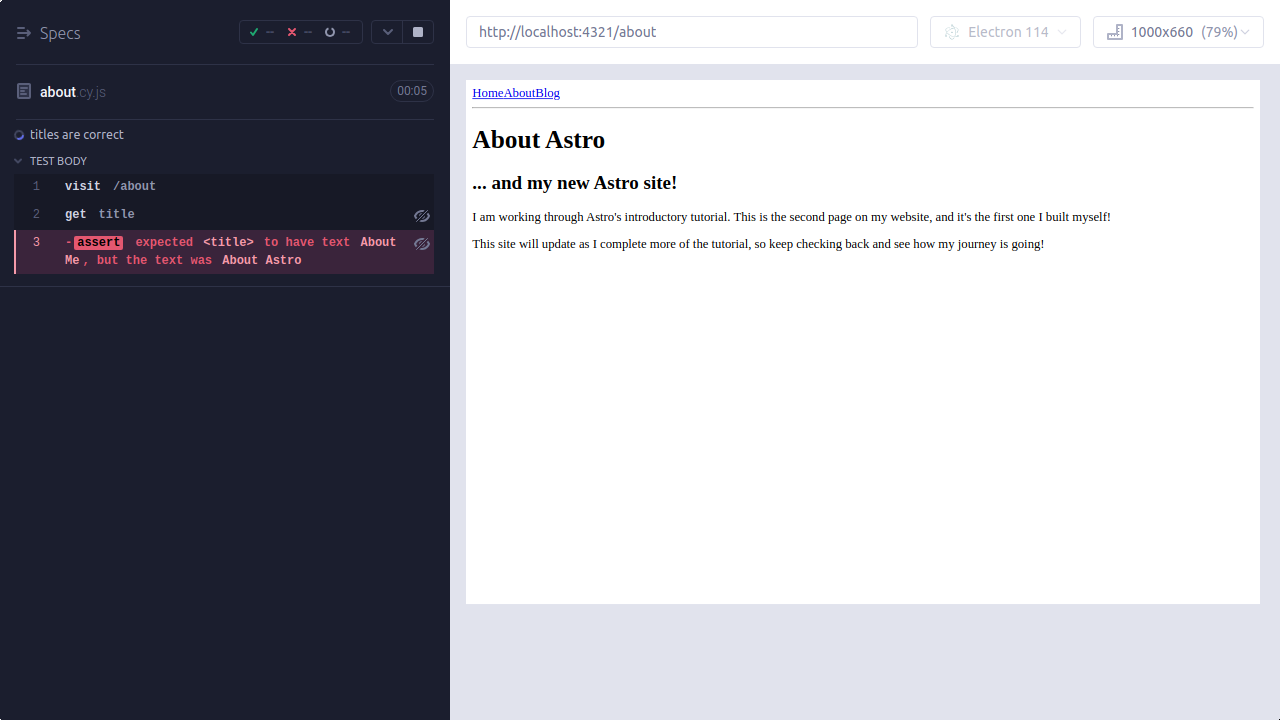 Specs
-- -- --
about.cy.js 00:05
titles are correct
TEST BODY
1 visit /about
2 get title
3 -assert expected <title> to have text About
Me, but the text was About Astro
http://localhost:4321/about
Electron 114
1000x660 (79%)
HomeAboutBlog
About Astro
... and my new Astro site!
I am working through Astro's introductory tutorial. This is the second page on my website, and it's the first one I built myself!
This site will update as I complete more of the tutorial, so keep checking back and see how my journey is going!